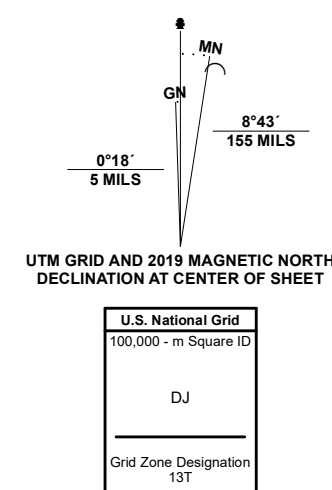 MN
GN
8°43´
155 MILS
0°18´
5 MILS
UTM GRID AND 2019 MAGNETIC NORTH
DECLINATION AT CENTER OF SHEET
U.S. National Grid
100,000 - m Square ID
DJ
Grid Zone Designation
13T